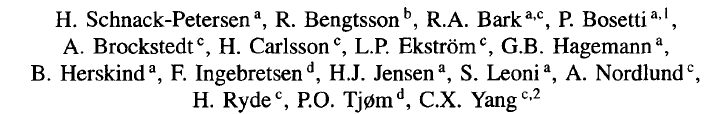 H. Schnack-Petersen a, R. Bengtsson b, R.A. Bark a,c, P. Bosetti a,1,
A. Brockstedt c, H. Carlsson c, L.P. Ekström c, G.B. Hagemann a,
B. Herskind a, F. Ingebretsen d, H.J. Jensen a, S. Leoni a, A. Nordlund c,
H. Ryde c, P.O. Tjøm d, C.X. Yang c,2